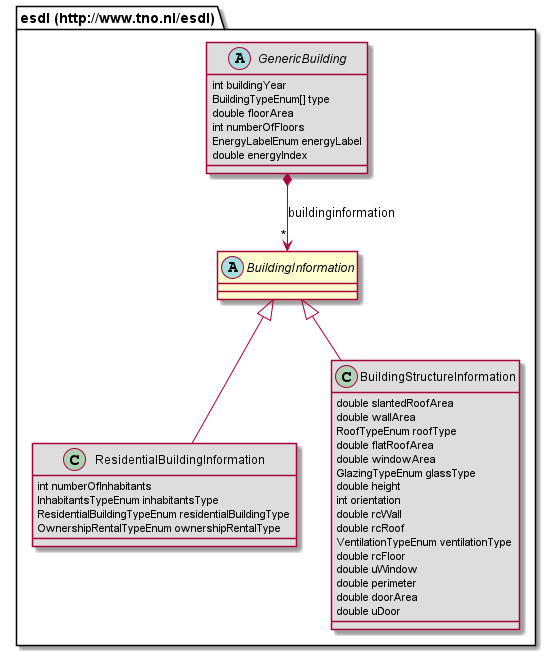 esdl (http://www.tno.nl/esdl)
A GenericBuilding
int buildingYear
BuildingTypeEnum[] type
double floorArea
int numberOfFloors
EnergyLabelEnum energyLabel
double energyIndex
buildinginformation
*
A BuildingInformation
C BuildingStructureInformation
double slantedRoofArea
double wallArea
RoofTypeEnum roofType
double flatRoofArea
double windowArea
GlazingTypeEnum glassType
double height
int orientation
double rcWall
double rcRoof
VentilationTypeEnum ventilationType
double rcFloor
double uWindow
double perimeter
double doorArea
double uDoor
C ResidentialBuildingInformation
int numberOfInhabitants
InhabitantsTypeEnum inhabitantsType
ResidentialBuildingTypeEnum residentialBuildingType
OwnershipRentalTypeEnum ownershipRentalType